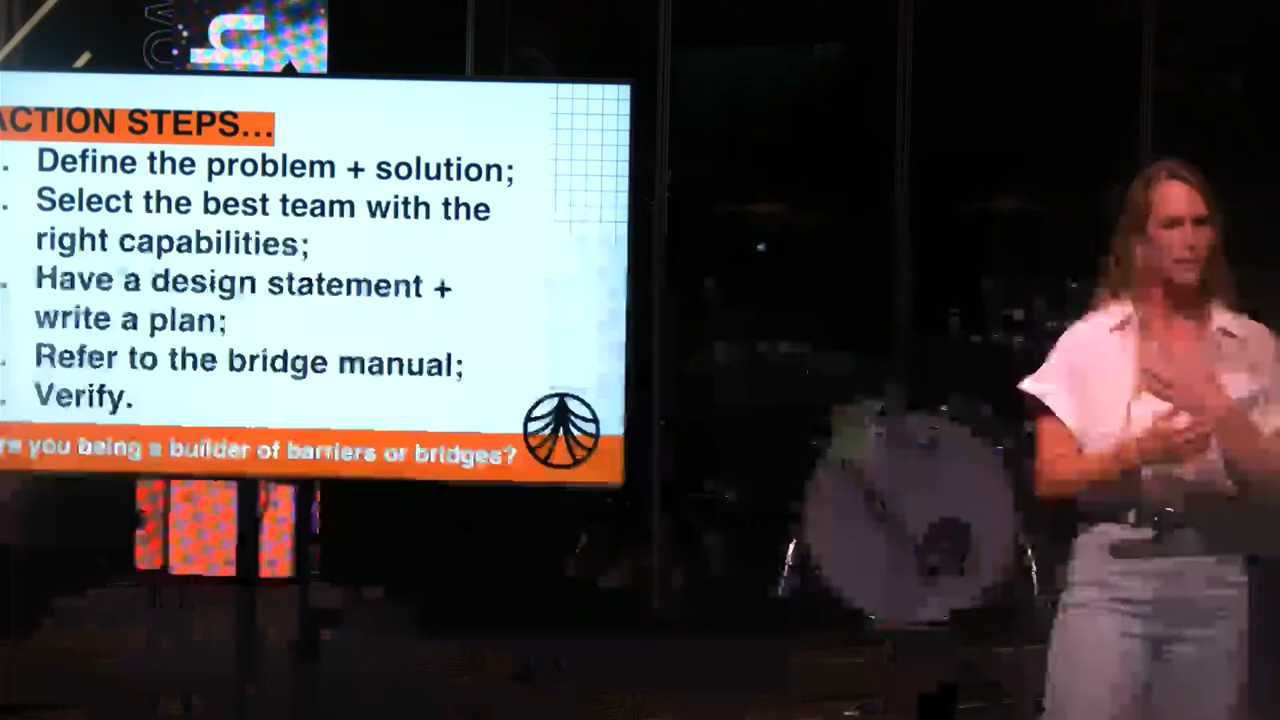 ACTION STEPS...
. Define the problem + solution;
. Select the best team with the
right capabilities;
. Have a design statement +
write a plan;
. Refer to the bridge manual;
. Verify.
you being a builder of barriers or bridges?